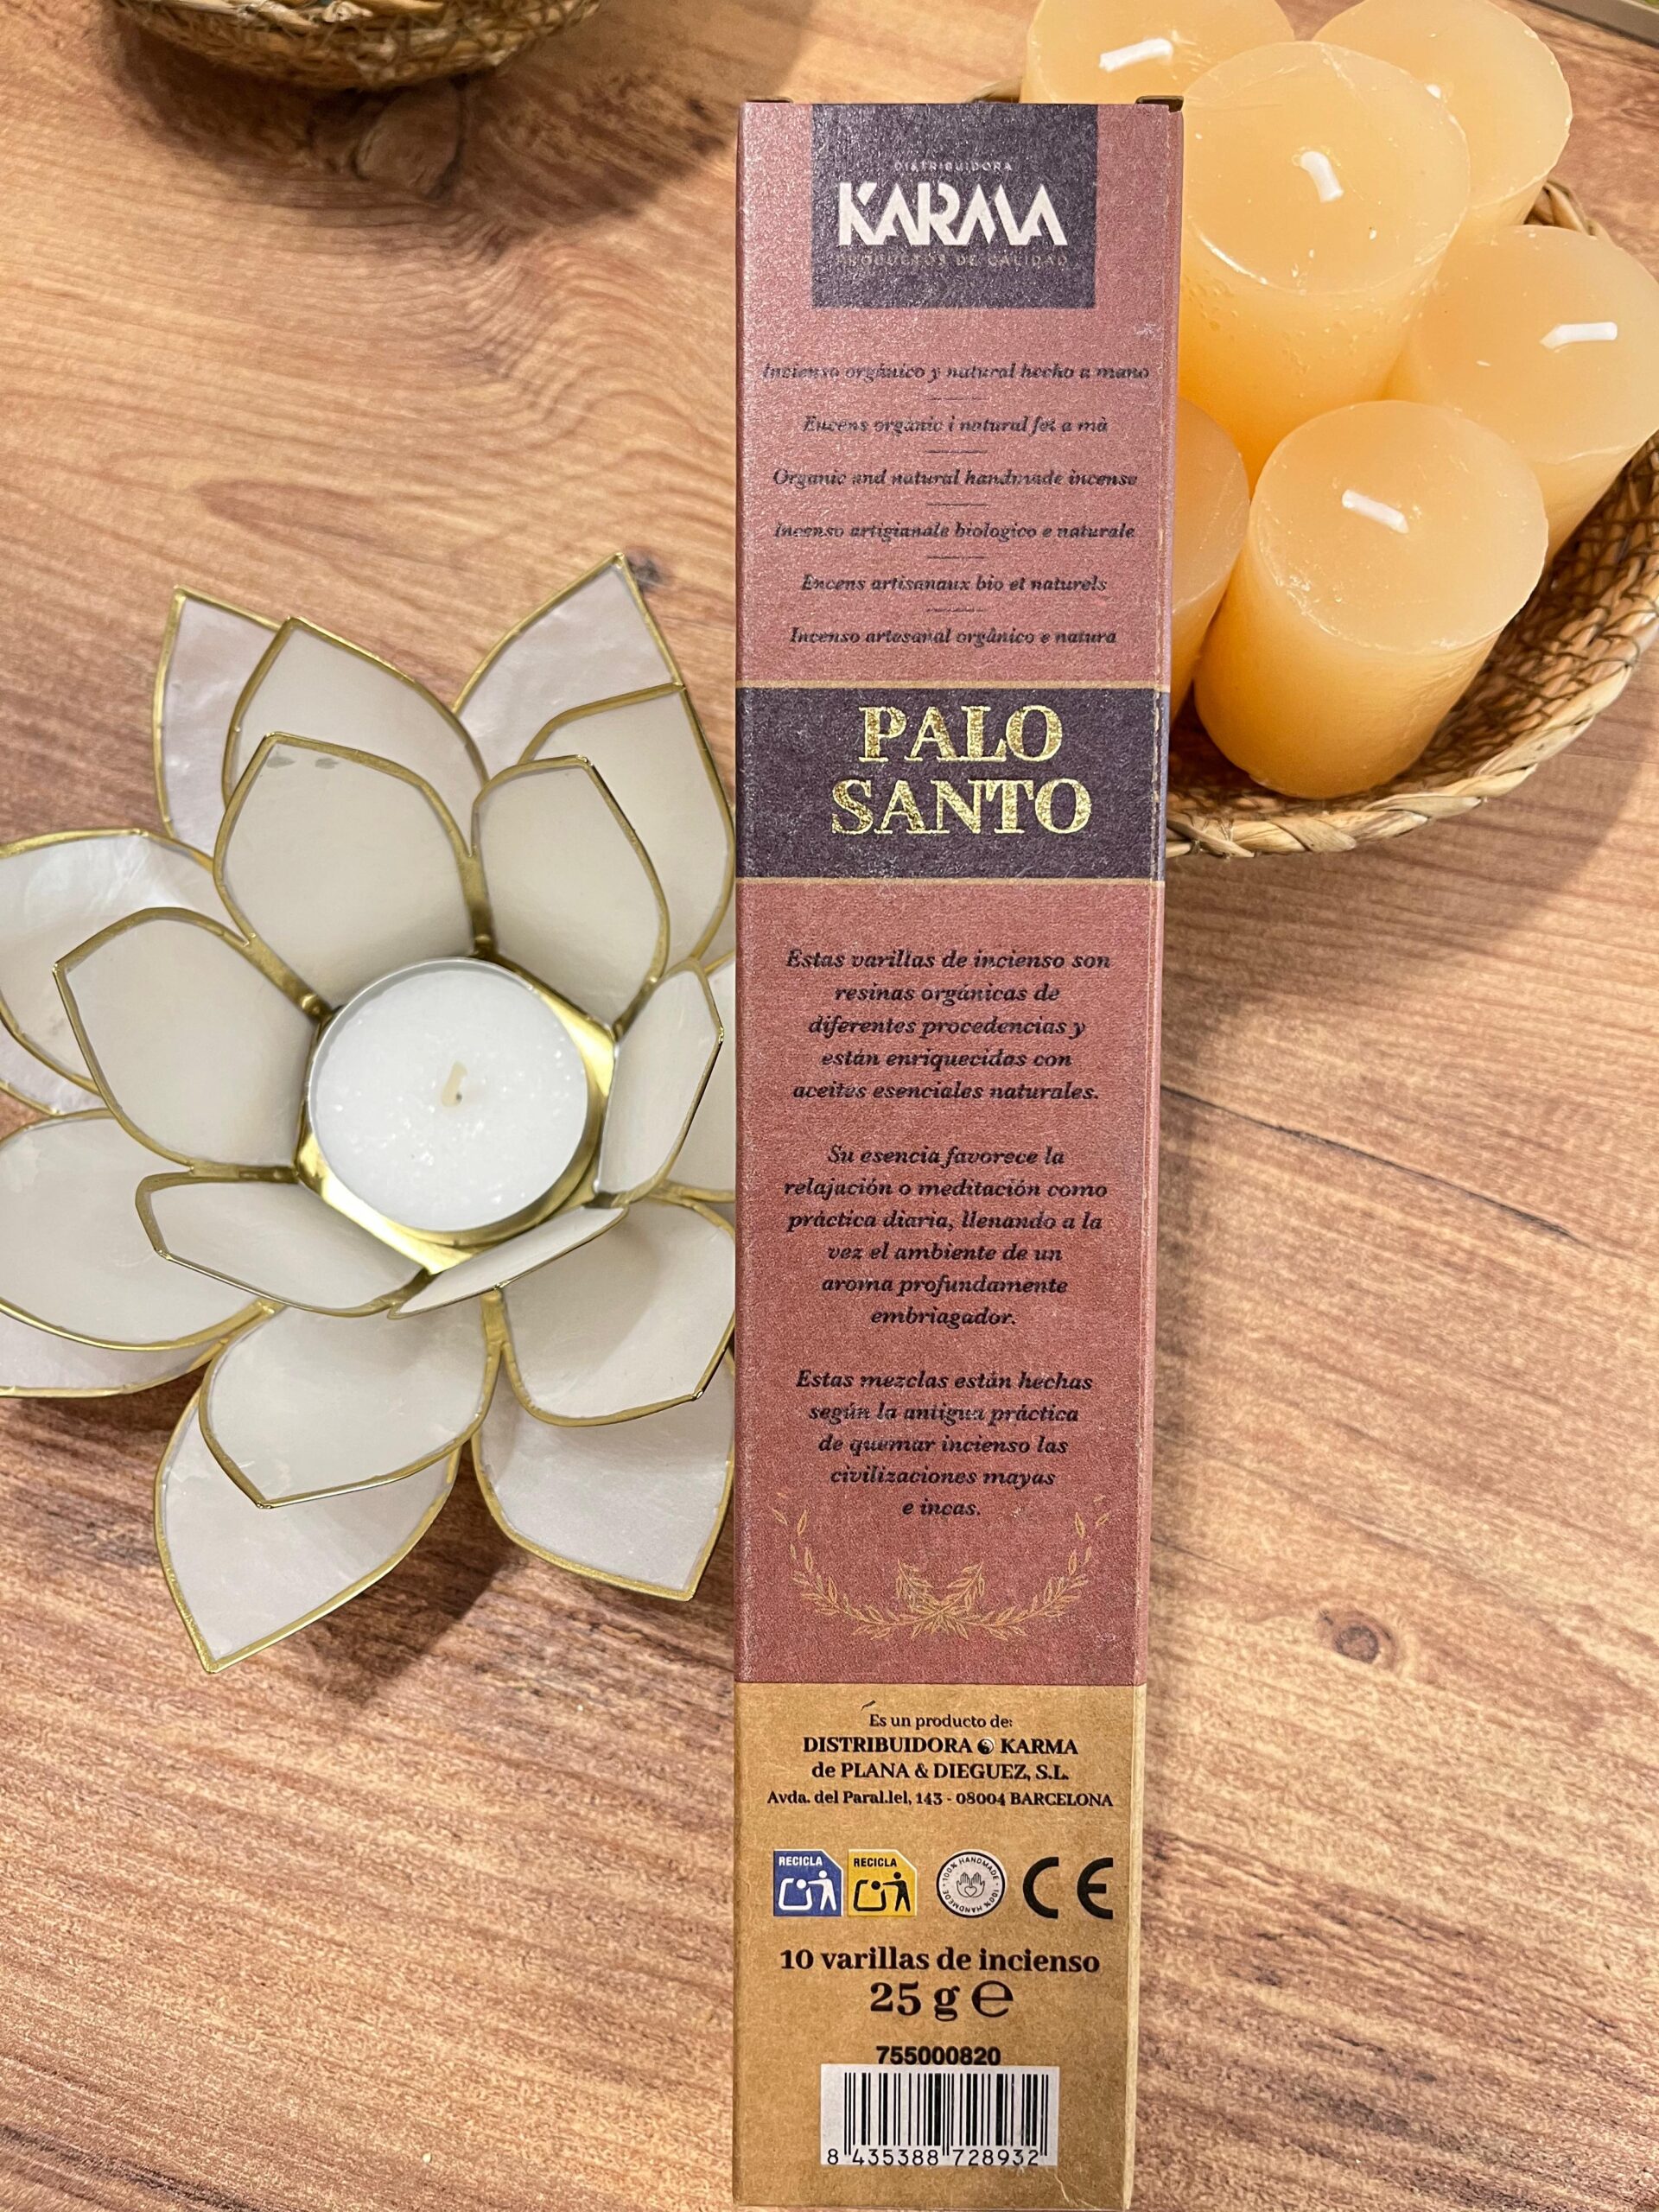 DISTRIBUIDORA
KARMA
PRODUCTOS DE CALIDAD
Incienso orgánico y natural hecho a mano
Encens orgànic i natural fet a mà
Organic and natural handmade incense
Incenso artigianale biologico e naturale
Encens artisanaux bio et naturels
Incenso artesanal orgânico e natura
PALO
SANTO
Estas varillas de incienso son
resinas orgánicas de
diferentes procedencias y
están enriquecidas con
aceites esenciales naturales.
Su esencia favorece la
relajación o meditación como
práctica diaria, llenando a la
vez el ambiente de un
aroma profundamente
embriagador.
Estas mezclas están hechas
según la antigua práctica
de quemar incienso las
civilizaciones mayas
e incas.
Es un producto de:
DISTRIBUIDORA KARMA
de PLANA & DIEGUEZ, S.L.
Avda. del Paral.lel, 143 - 08004 BARCELONA
RECICLA
RECICLA
100% HANDMADE - 100% HANDMEDE -
CE
10 varillas de incienso
25 g ℮
755000820
8 435388 728932